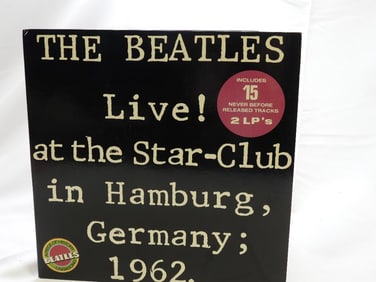 THE BEATLES
INCLUDES
15
NEVER BEFORE
RELEASED TRACKS
2 LP's
Live!
at the Star-Club
in Hamburg,
Germany;
1962.
BEATLES